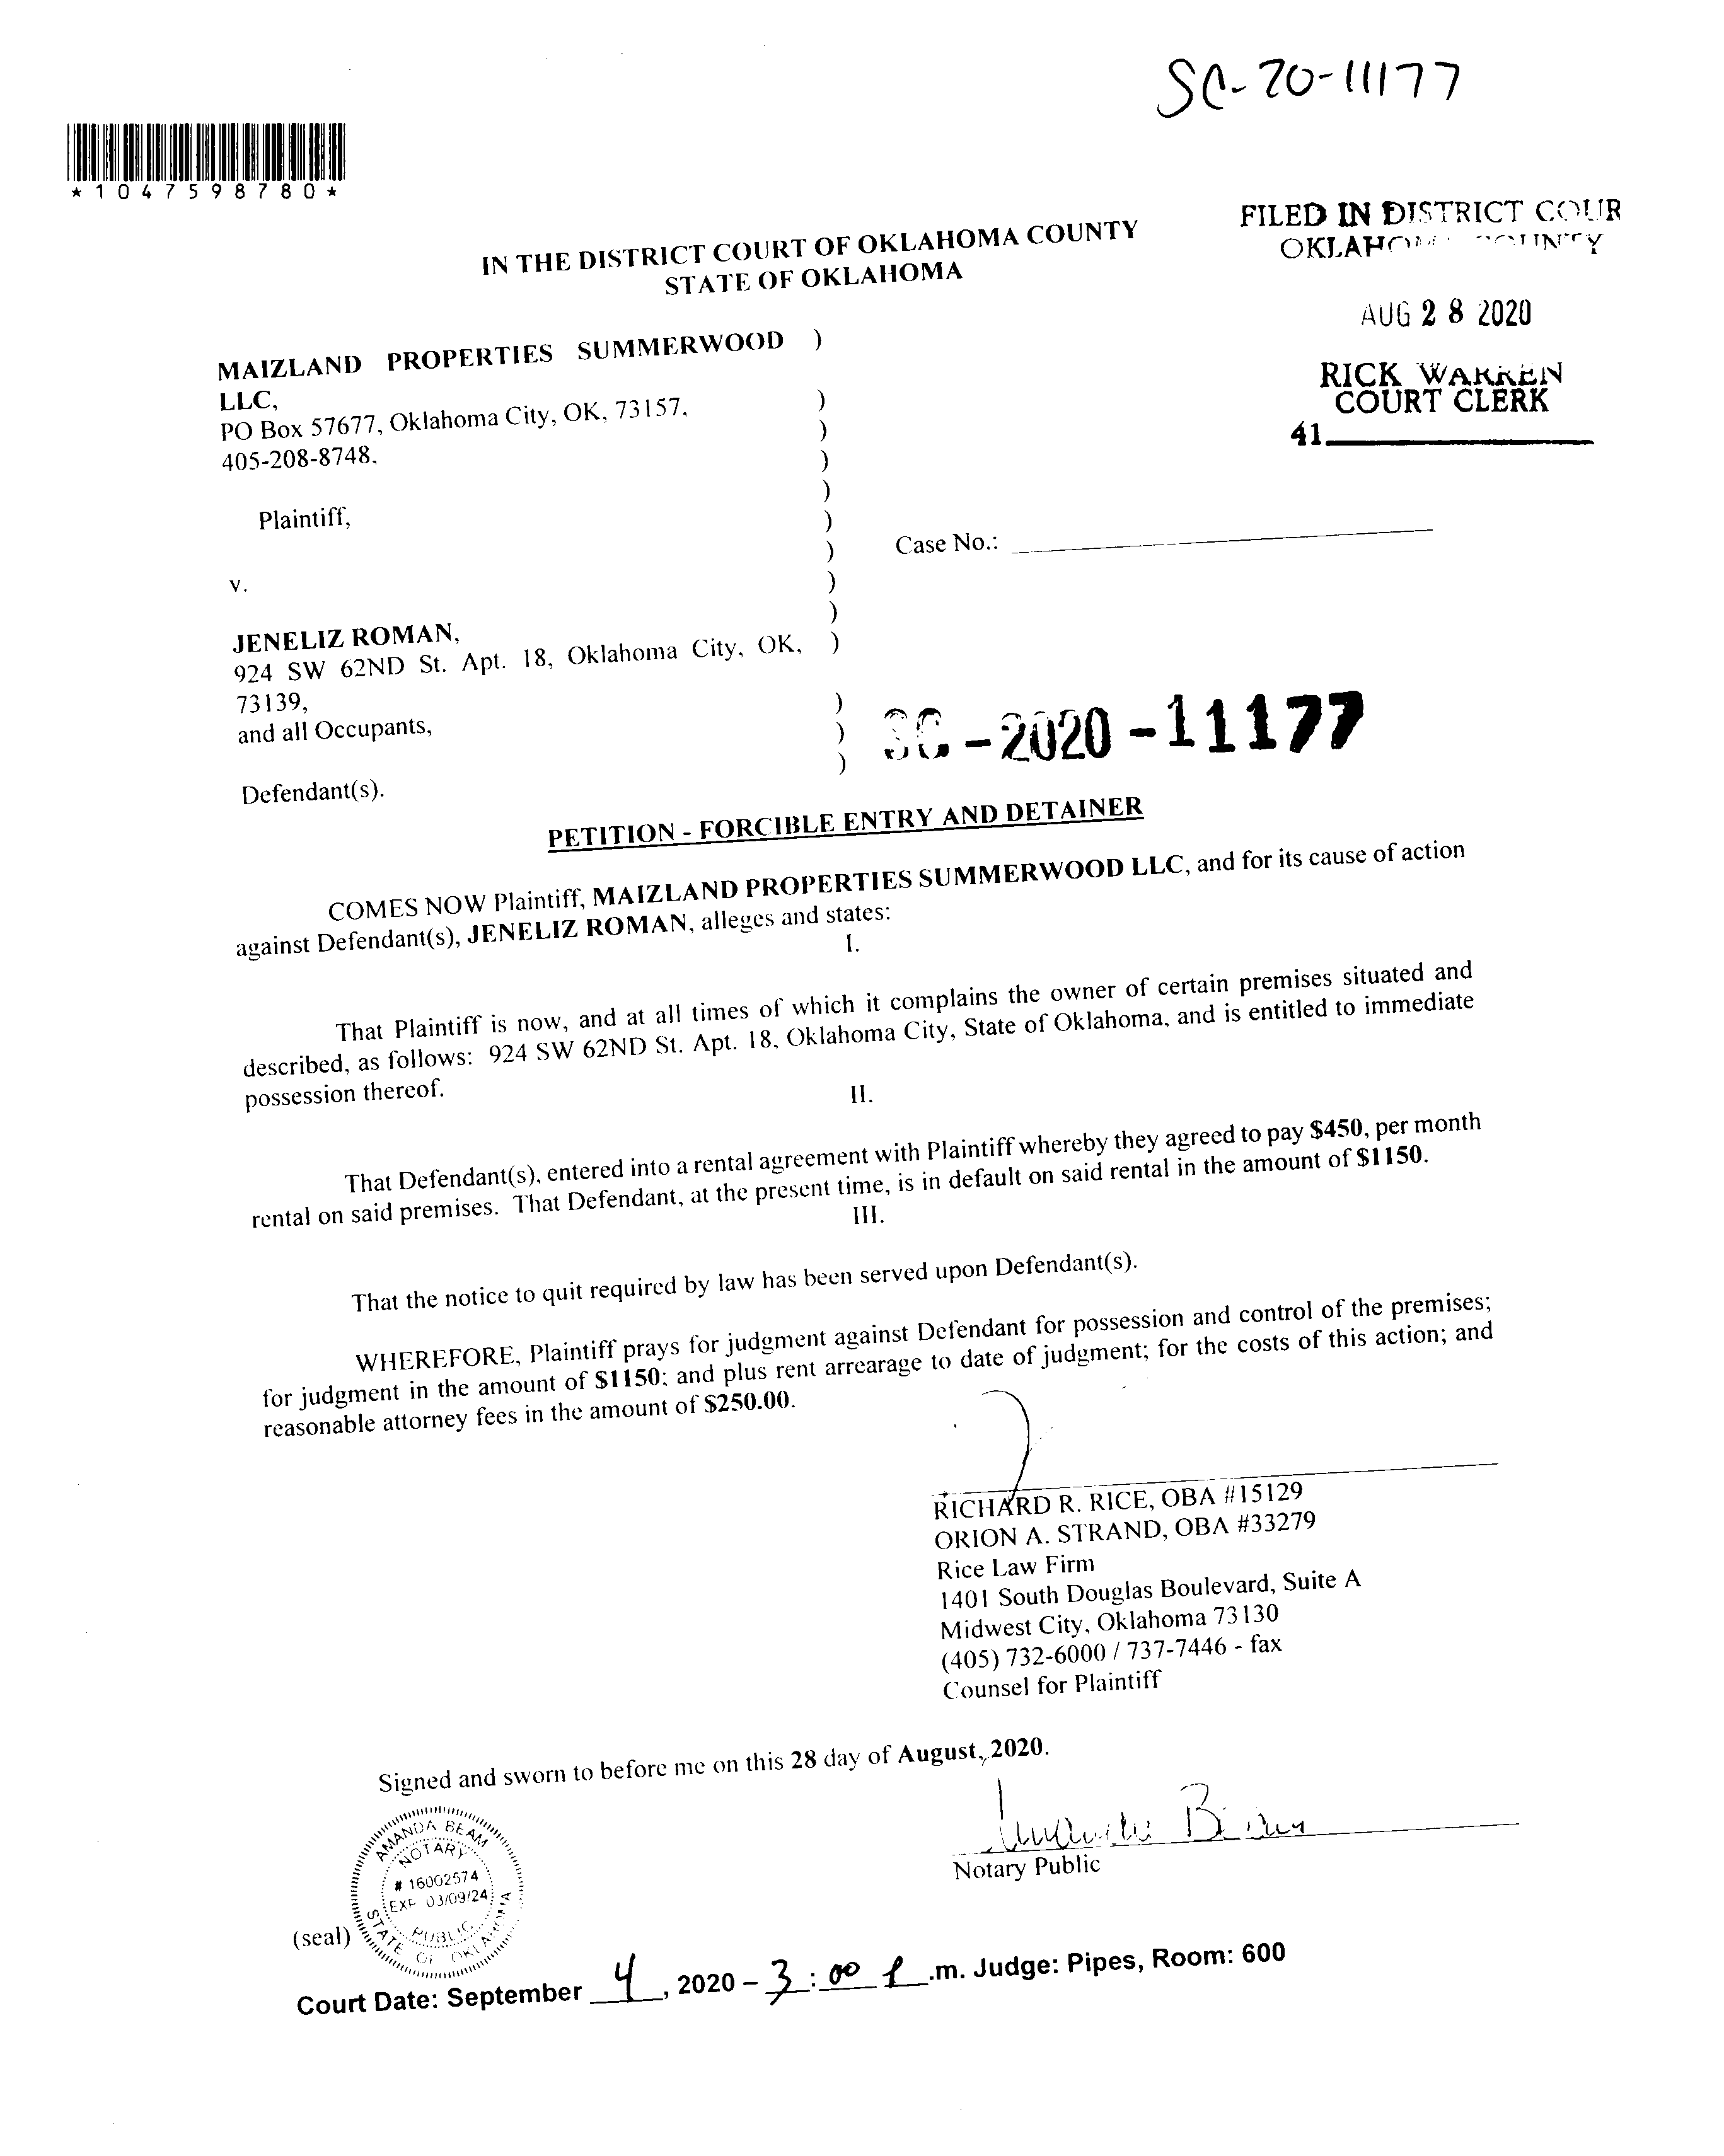 SC-20-11177
*1047598780*
FILED IN DISTRICT COUR
OKLAHOMA COUNTY
AUG 28 2020
RICK WARREN
COURT CLERK
41
IN THE DISTRICT COURT OF OKLAHOMA COUNTY
STATE OF OKLAHOMA
MAIZLAND PROPERTIES SUMMERWOOD )
LLC, )
PO Box 57677, Oklahoma City, OK, 73157, )
405-208-8748, )
)
Plaintiff, )
) Case No.:
v. )
)
JENELIZ ROMAN, )
924 SW 62ND St. Apt. 18, Oklahoma City, OK,
73139, )
and all Occupants, )
)
Defendant(s).
SC-2020-11177
PETITION - FORCIBLE ENTRY AND DETAINER
COMES NOW Plaintiff, MAIZLAND PROPERTIES SUMMERWOOD LLC, and for its cause of action
against Defendant(s), JENELIZ ROMAN, alleges and states:
I.
That Plaintiff is now, and at all times of which it complains the owner of certain premises situated and
described, as follows: 924 SW 62ND St. Apt. 18, Oklahoma City, State of Oklahoma, and is entitled to immediate
possession thereof.
II.
That Defendant(s), entered into a rental agreement with Plaintiff whereby they agreed to pay $450, per month
rental on said premises. That Defendant, at the present time, is in default on said rental in the amount of $1150.
III.
That the notice to quit required by law has been served upon Defendant(s).
WHEREFORE, Plaintiff prays for judgment against Defendant for possession and control of the premises;
for judgment in the amount of $1150; and plus rent arrearage to date of judgment; for the costs of this action; and
reasonable attorney fees in the amount of $250.00.
RICHARD R. RICE, OBA #15129
ORION A. STRAND, OBA #33279
Rice Law Firm
1401 South Douglas Boulevard, Suite A
Midwest City, Oklahoma 73130
(405) 732-6000 / 737-7446 - fax
Counsel for Plaintiff
Signed and sworn to before me on this 28 day of August, 2020.
Amanda Beam
Notary Public
AMANDA BEAM
NOTARY
# 16002574
EXP 03/09/24
PUBLIC
STATE OF OKLAHOMA
(seal)
Court Date: September 4, 2020 – 3:00 P.m. Judge: Pipes, Room: 600